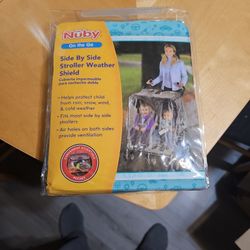 Nuby
On the Go
Side By Side
Stroller Weather
Shield
Cubierta impermeable
para carriola doble
• Helps protect child
from rain, snow, wind,
& cold weather
• Fits most side by side
strollers
• Air holes on both sides
provide ventilation